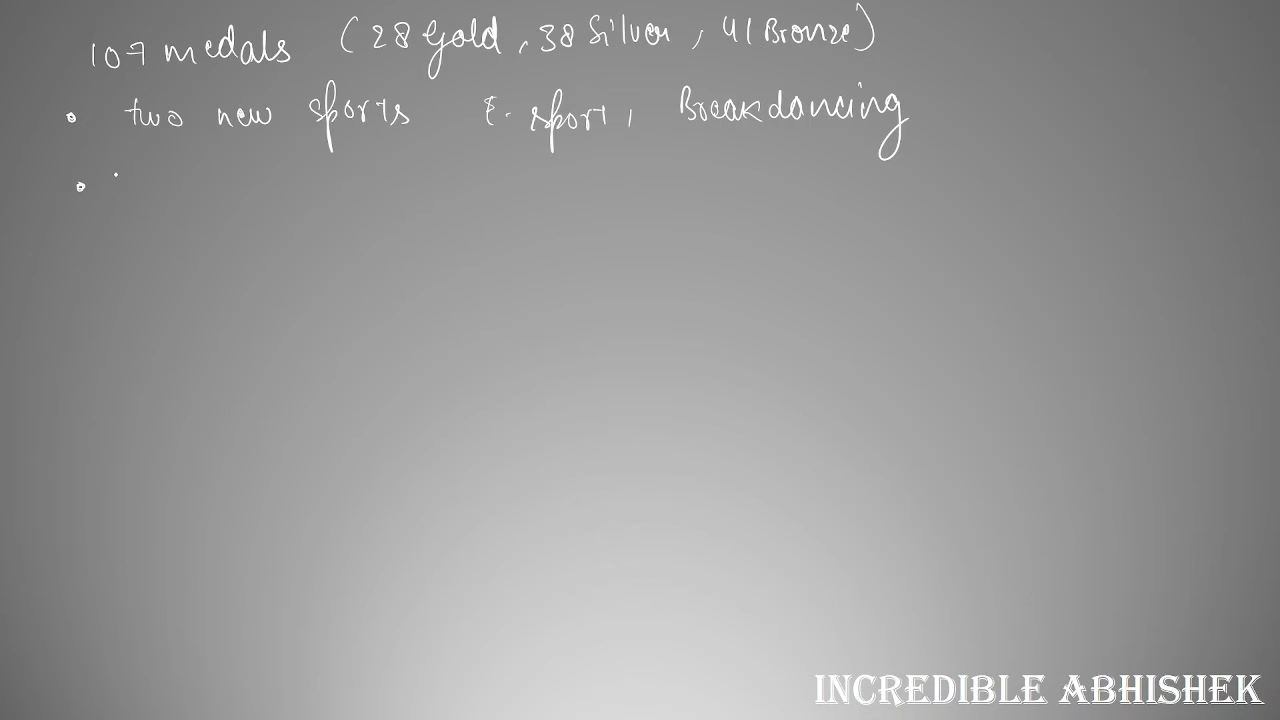 107 medals (28 Gold, 38 Silver, 41 Bronze)
• two new sports E-sport, Breakdancing
•
INCREDIBLE ABHISHEK